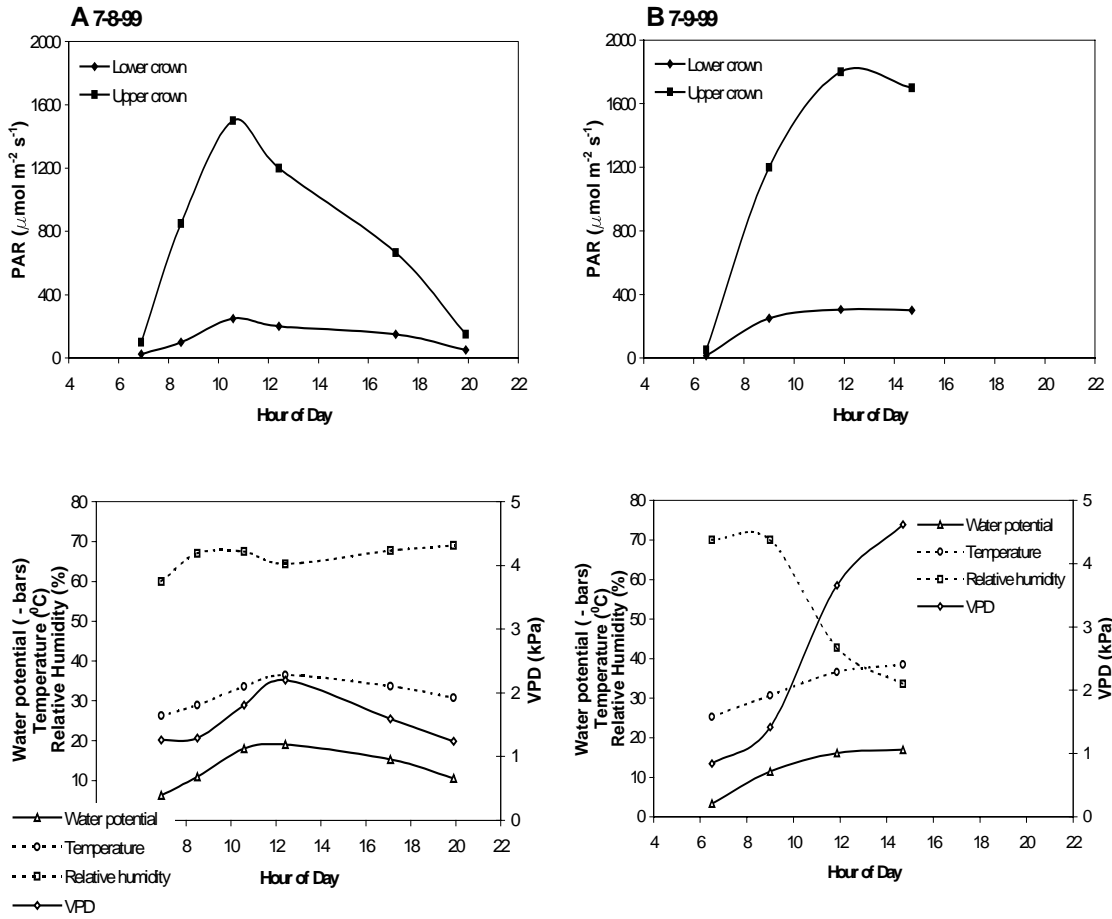 A 7-8-99
2000
1600
1200
800
400
0
PAR (μmol m-2 s-1)
Lower crown
Upper crown
4 6 8 10 12 14 16 18 20 22
Hour of Day
B 7-9-99
2000
1600
1200
800
400
0
PAR (μmol m-2 s-1)
Lower crown
Upper crown
4 6 8 10 12 14 16 18 20 22
Hour of Day
80
70
60
50
40
30
20
10
Water potential ( - bars)
Temperature (0C)
Relative Humidity (%)
5
4
3
2
1
0
VPD (kPa)
8 10 12 14 16 18 20 22
Hour of Day
Water potential
Temperature
Relative humidity
VPD
80
70
60
50
40
30
20
10
0
Water potential ( - bars)
Temperature (0C)
Relative Humidity (%)
Water potential
Temperature
Relative humidity
VPD
5
4
3
2
1
0
VPD (kPa)
4 6 8 10 12 14 16 18 20 22
Hour of Day